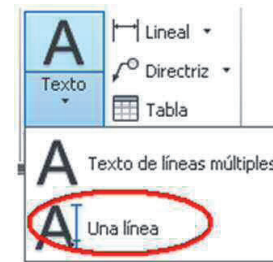 A
Texto
Lineal
Directriz
Tabla
A Texto de líneas múltiples
A Una línea